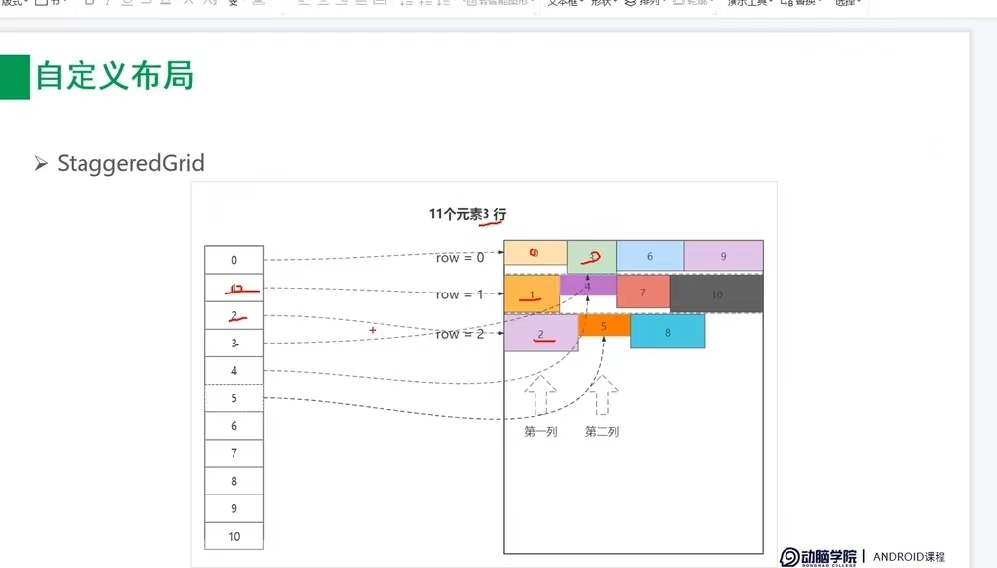 自定义布局
StaggeredGrid
11个元素3 行
0
1
2
3
4
5
6
7
8
9
10
row = 0
row = 1
row = 2
0 3 6 9
1 4 7 10
2 5 8
第一列 第二列
动脑学院 | ANDROID课程
DONGNAO COLLEGE